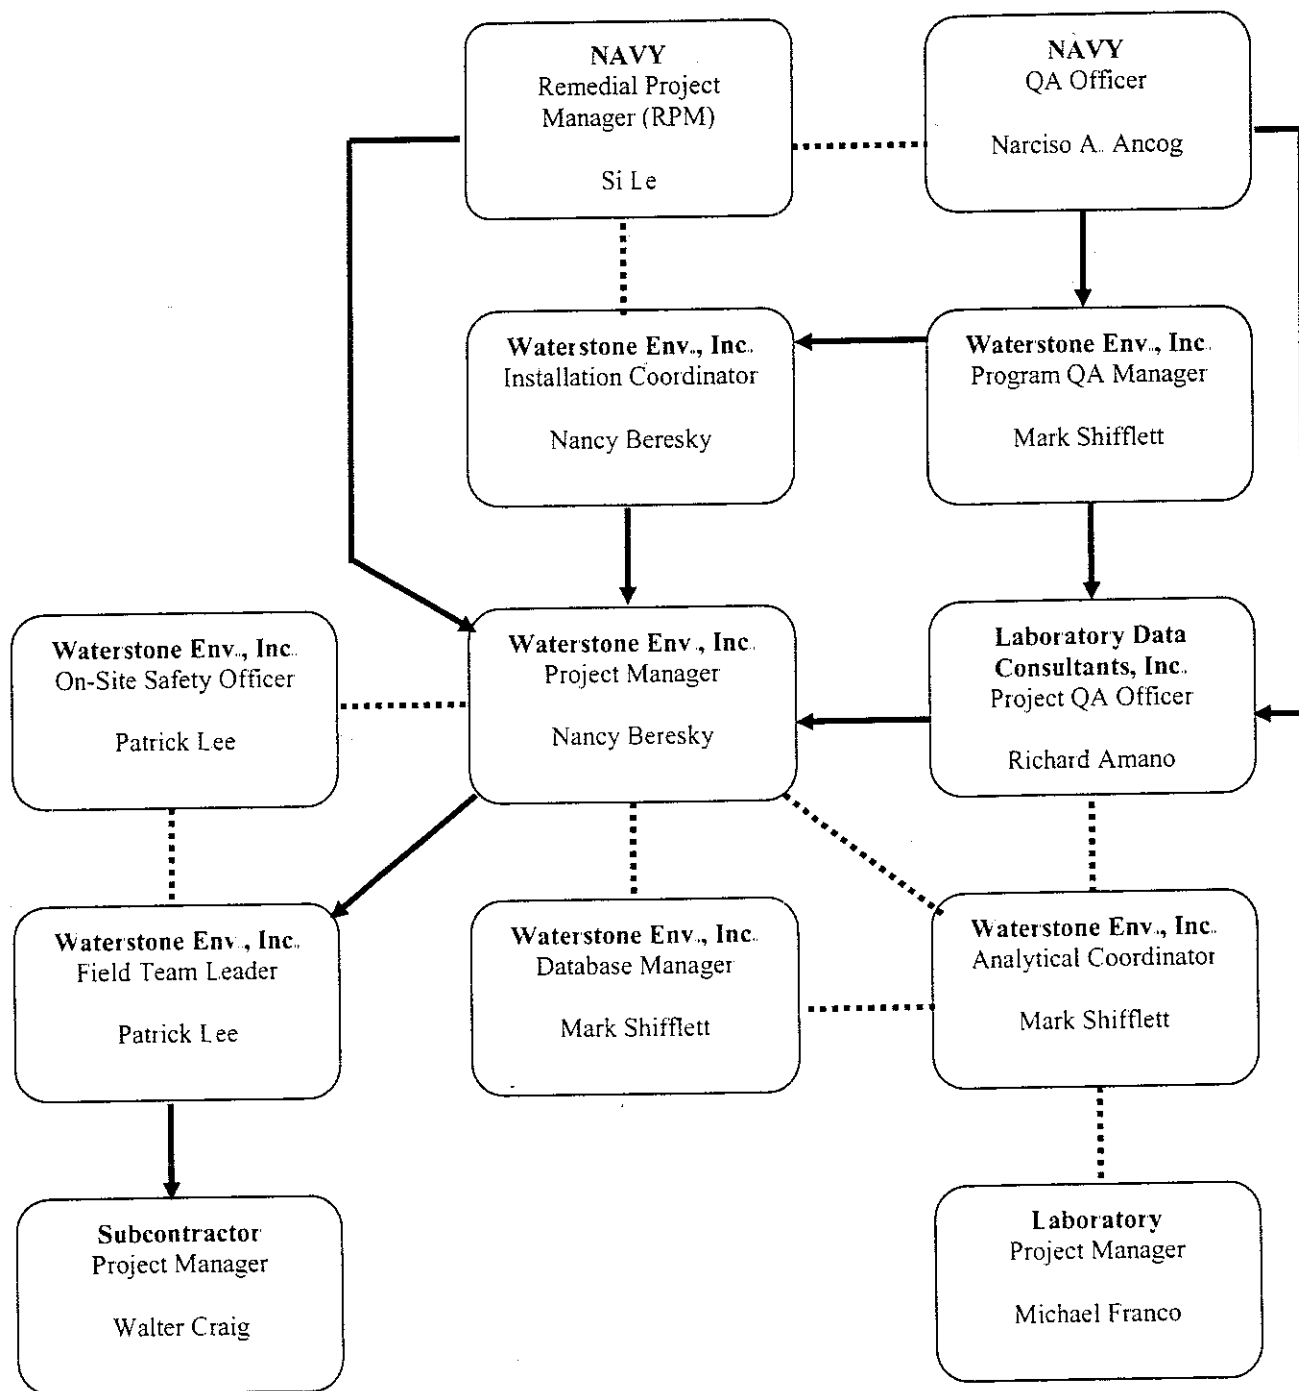 NAVY
Remedial Project
Manager (RPM)
Si Le
NAVY
QA Officer
Narciso A. Ancog
Waterstone Env., Inc.
Installation Coordinator
Nancy Beresky
Waterstone Env., Inc.
Program QA Manager
Mark Shifflett
Waterstone Env., Inc.
On-Site Safety Officer
Patrick Lee
Waterstone Env., Inc.
Project Manager
Nancy Beresky
Laboratory Data
Consultants, Inc.
Project QA Officer
Richard Amano
Waterstone Env., Inc.
Field Team Leader
Patrick Lee
Waterstone Env., Inc.
Database Manager
Mark Shifflett
Waterstone Env., Inc.
Analytical Coordinator
Mark Shifflett
Subcontractor
Project Manager
Walter Craig
Laboratory
Project Manager
Michael Franco